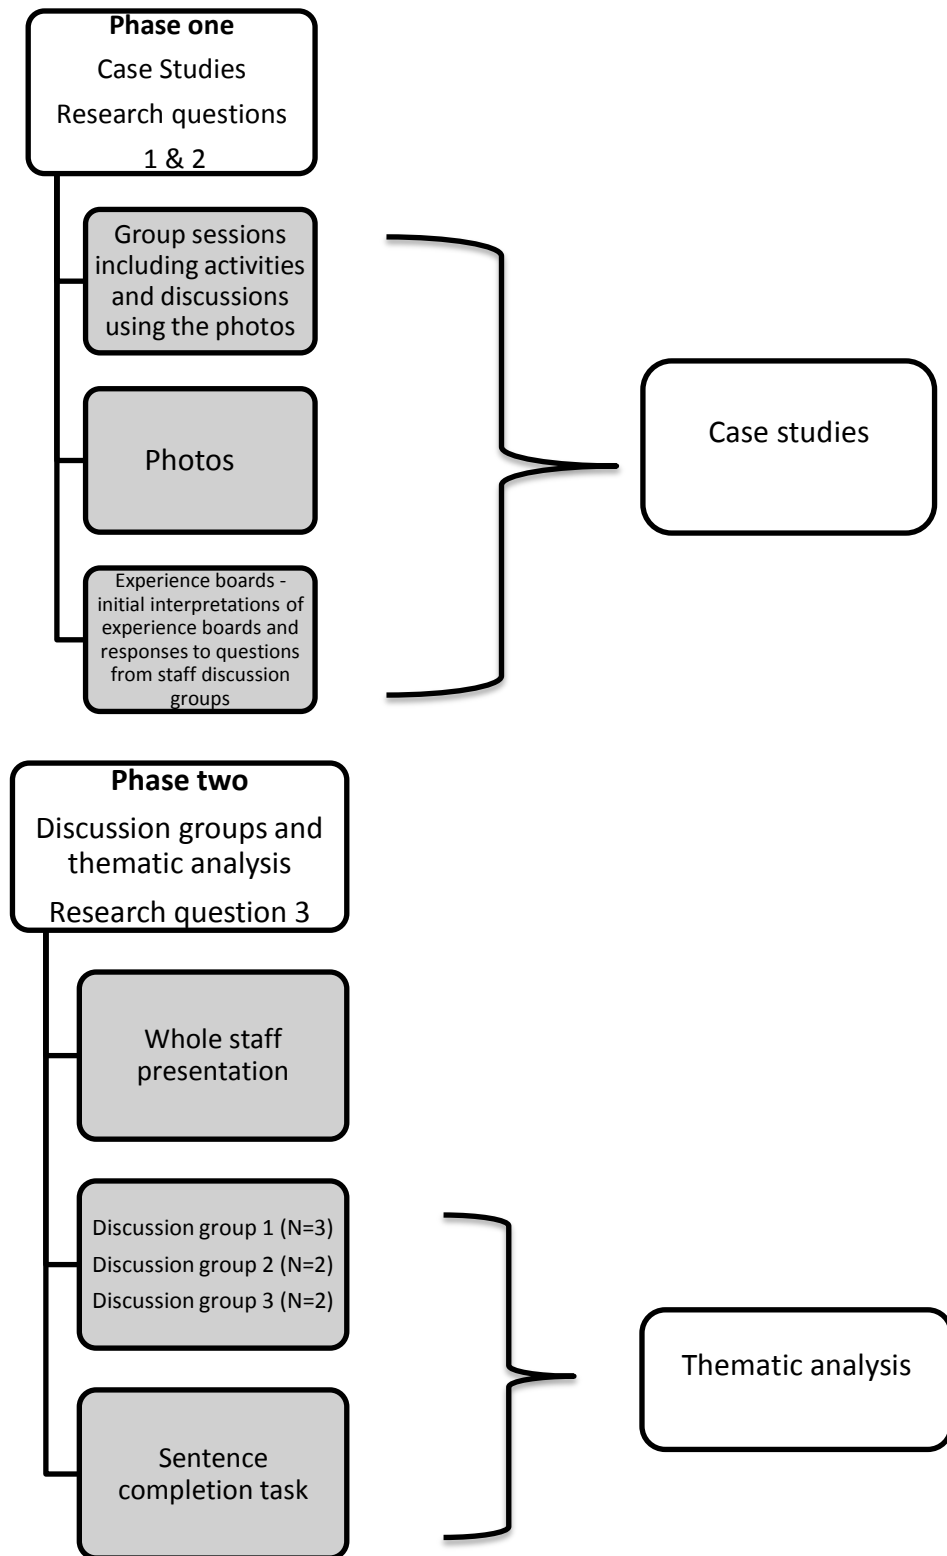 Phase one
Case Studies
Research questions
1 & 2
Group sessions
including activities
and discussions
using the photos
Photos
Experience boards -
initial interpretations of
experience boards and
responses to questions
from staff discussion
groups
Case studies
Phase two
Discussion groups and
thematic analysis
Research question 3
Whole staff
presentation
Discussion group 1 (N=3)
Discussion group 2 (N=2)
Discussion group 3 (N=2)
Sentence
completion task
Thematic analysis